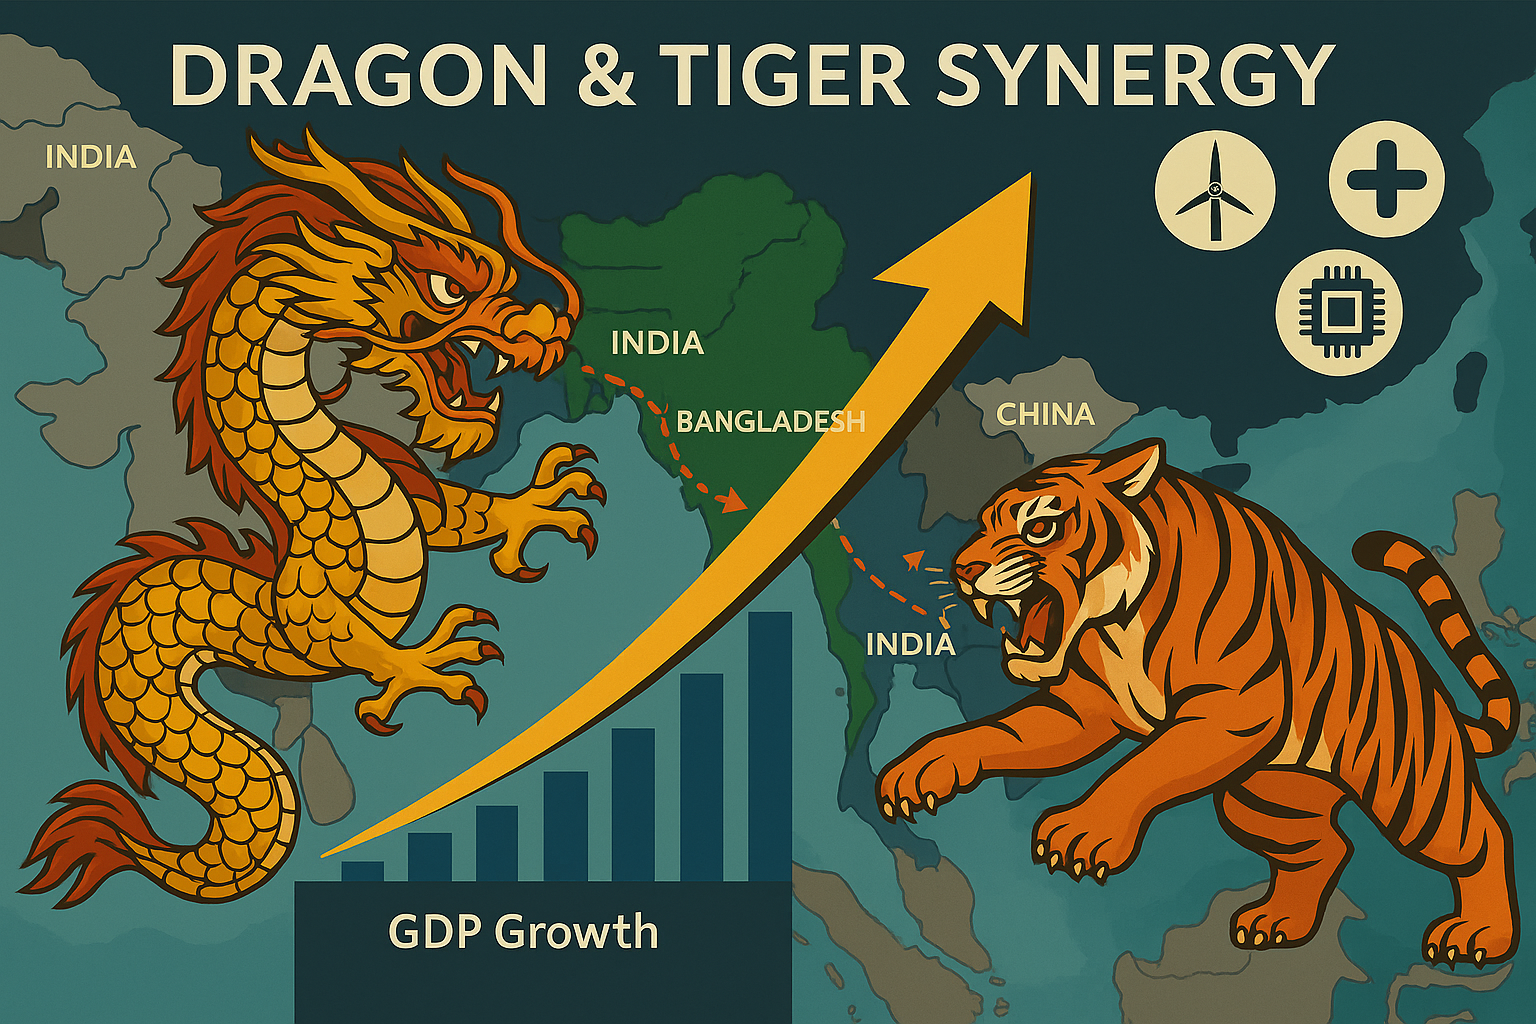 DRAGON & TIGER SYNERGY
INDIA
INDIA
BANGLADESH
CHINA
INDIA
GDP Growth